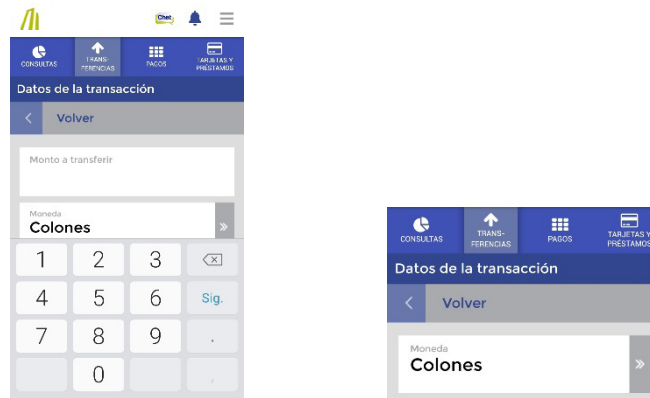 Chet
CONSULTAS
TRANS-
FERENCIAS
PAGOS
TARJETAS Y
PRÉSTAMOS
Datos de la transacción
Volver
Monto a transferir
Moneda
Colones
1 2 3
4 5 6 Sig.
7 8 9 .
0 ,
CONSULTAS
TRANS-
FERENCIAS
PAGOS
TARJETAS Y
PRÉSTAMOS
Datos de la transacción
Volver
Moneda
Colones